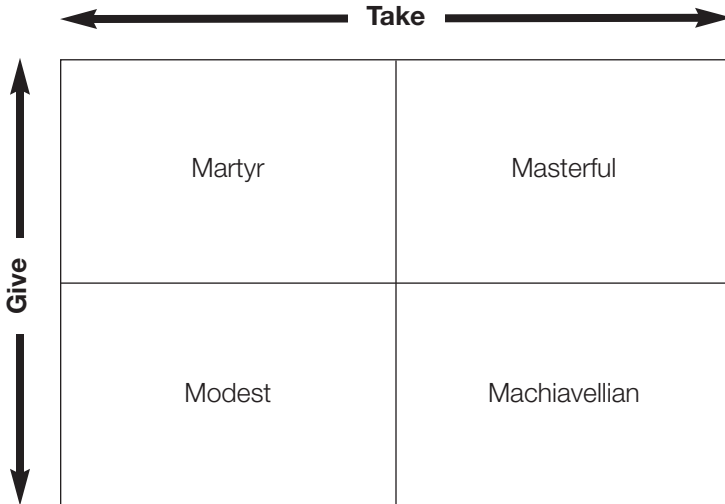 Take
Martyr
Masterful
Give
Modest
Machiavellian